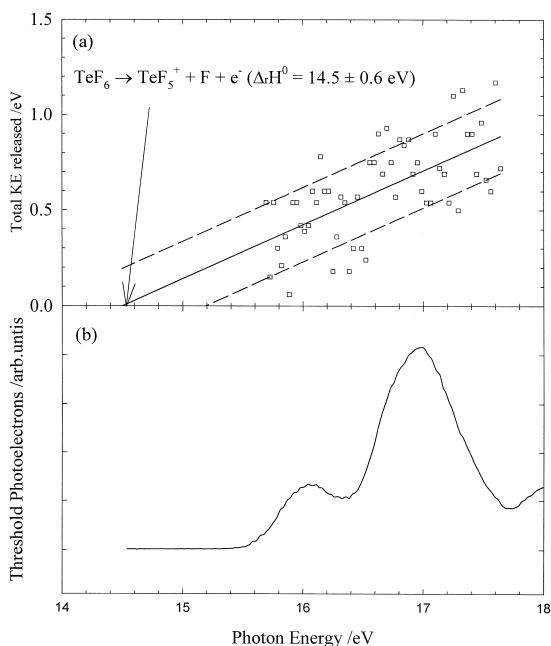 (a)
TeF6 → TeF5+ + F + e- (ΔrH0 = 14.5 ± 0.6 eV)
Total KE released /eV
1.5
1.0
0.5
0.0
(b)
Threshold Photoelectrons /arb.untis
14 15 16 17 18
Photon Energy /eV